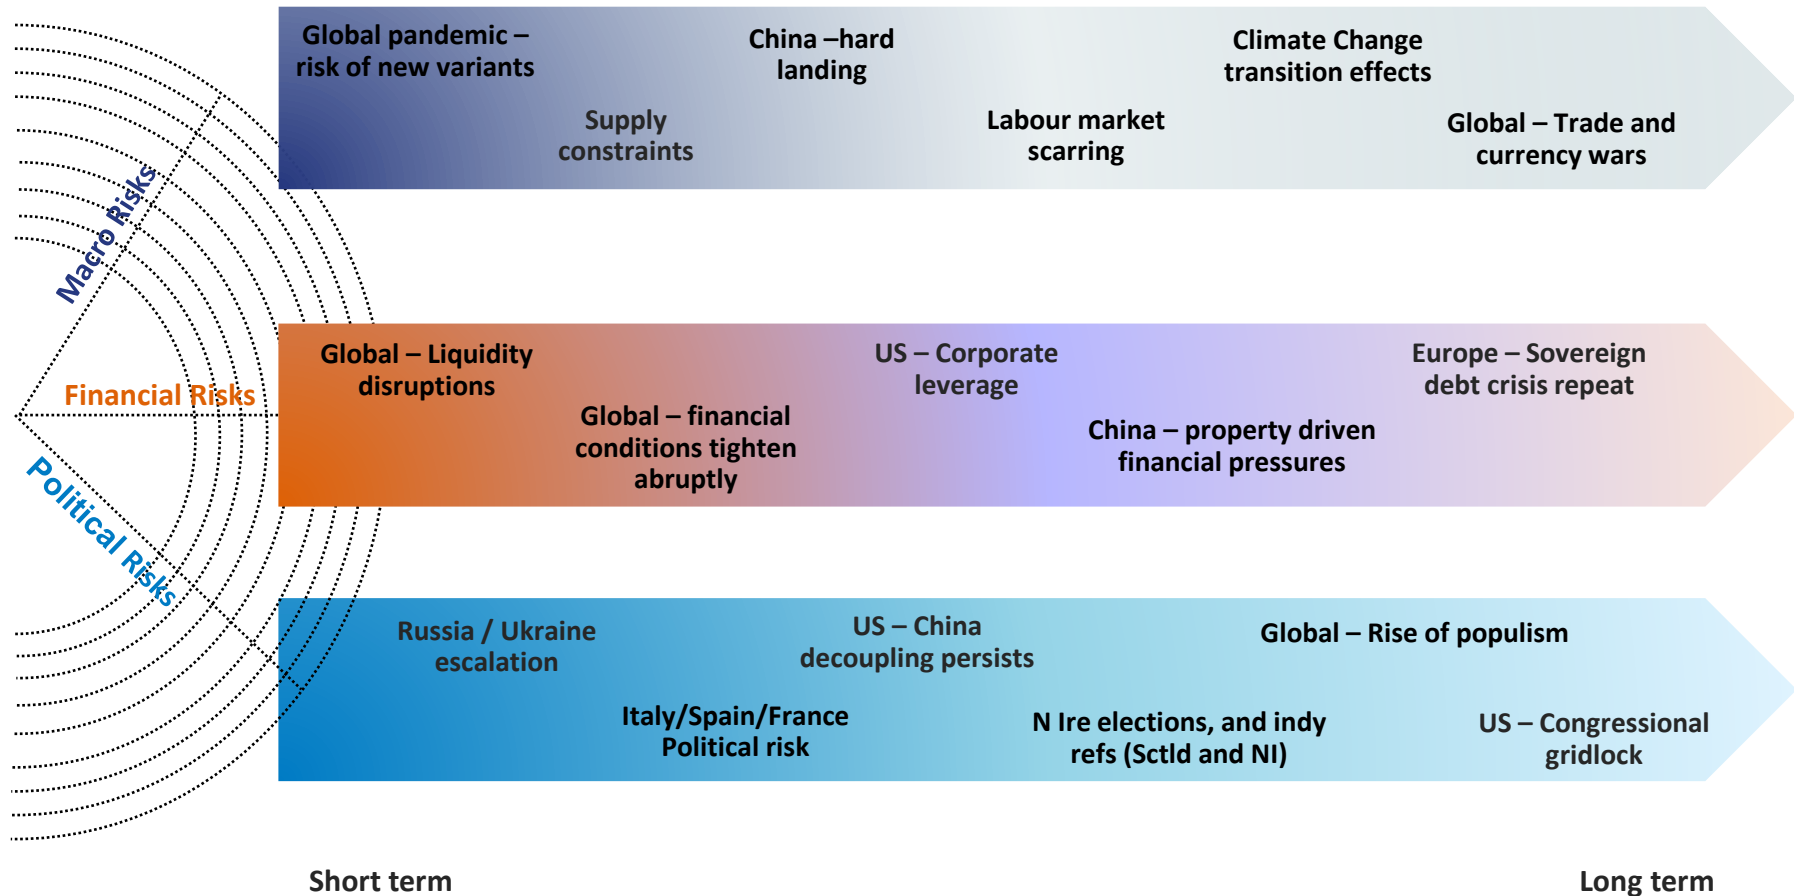 Macro Risks
Global pandemic –
risk of new variants
Supply
constraints
China –hard
landing
Labour market
scarring
Climate Change
transition effects
Global – Trade and
currency wars
Financial Risks
Global – Liquidity
disruptions
Global – financial
conditions tighten
abruptly
US – Corporate
leverage
China – property driven
financial pressures
Europe – Sovereign
debt crisis repeat
Political Risks
Russia / Ukraine
escalation
Italy/Spain/France
Political risk
US – China
decoupling persists
N Ire elections, and indy
refs (Sctld and NI)
Global – Rise of populism
US – Congressional
gridlock
Short term
Long term